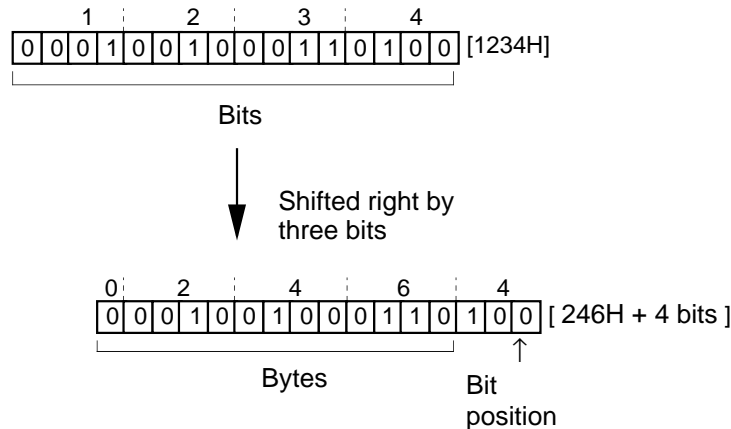 1 2 3 4
0 0 0 1 0 0 1 0 0 0 1 1 0 1 0 0 [1234H]
Bits
Shifted right by
three bits
0 2 4 6 4
0 0 0 1 0 0 1 0 0 0 1 1 0 1 0 0 [ 246H + 4 bits ]
Bytes
Bit
position